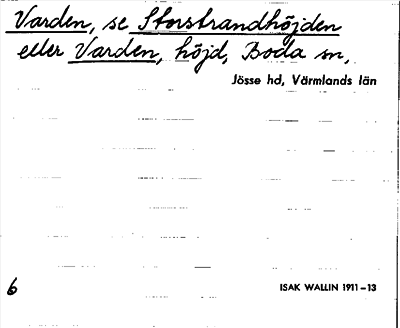 Varden, se Storstrandhöjden
eller Varden, höjd, Boda sn,
Jösse hd, Värmlands län
6
ISAK WALLIN 1911–13